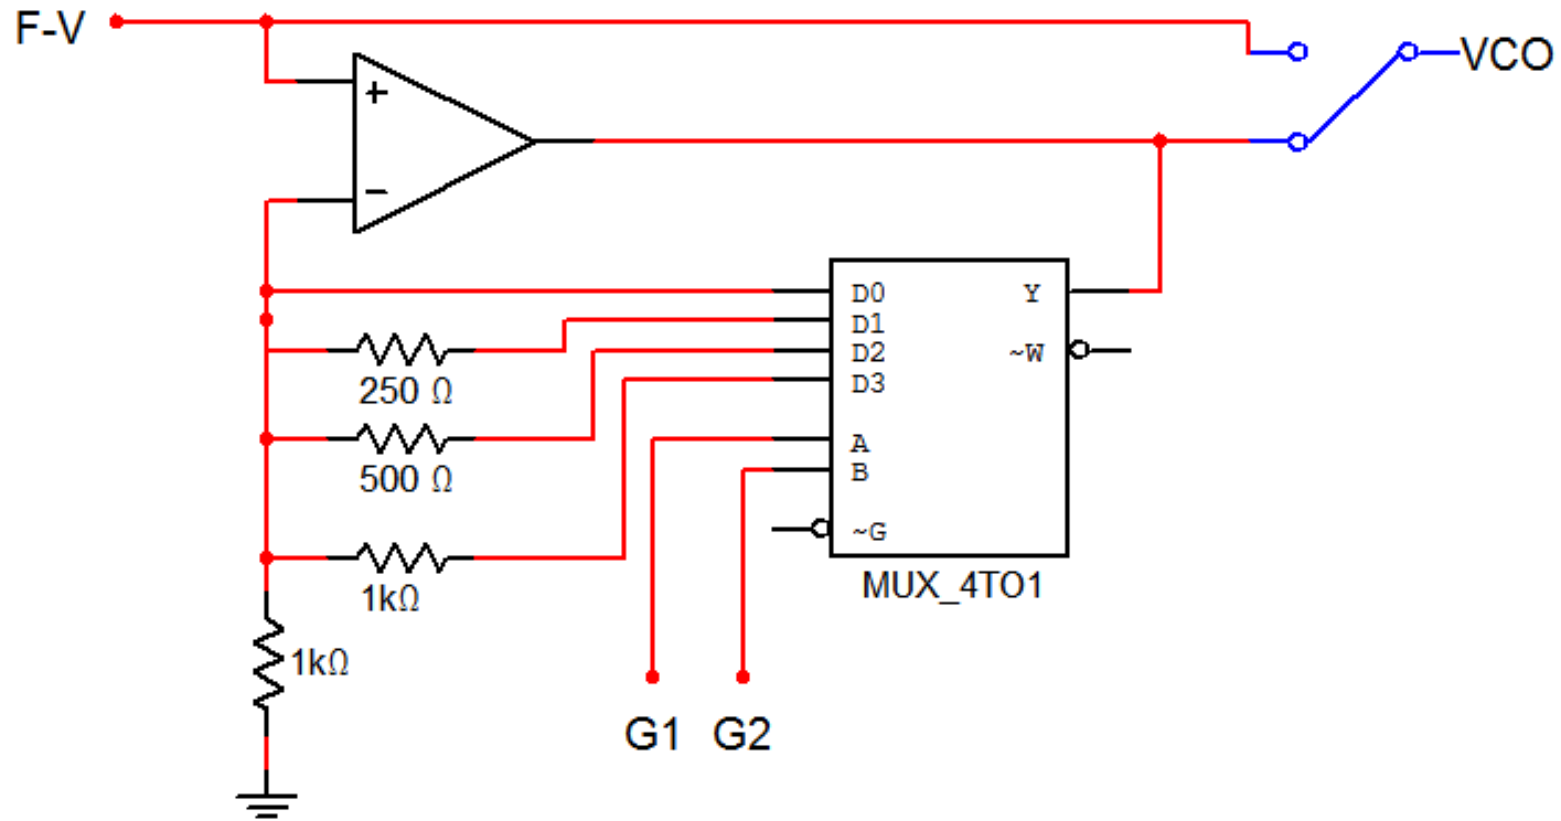 F-V
VCO
+
−
D0
Y
D1
D2
~W
D3
250 Ω
A
500 Ω
B
~G
1kΩ
MUX_4TO1
1kΩ
G1
G2